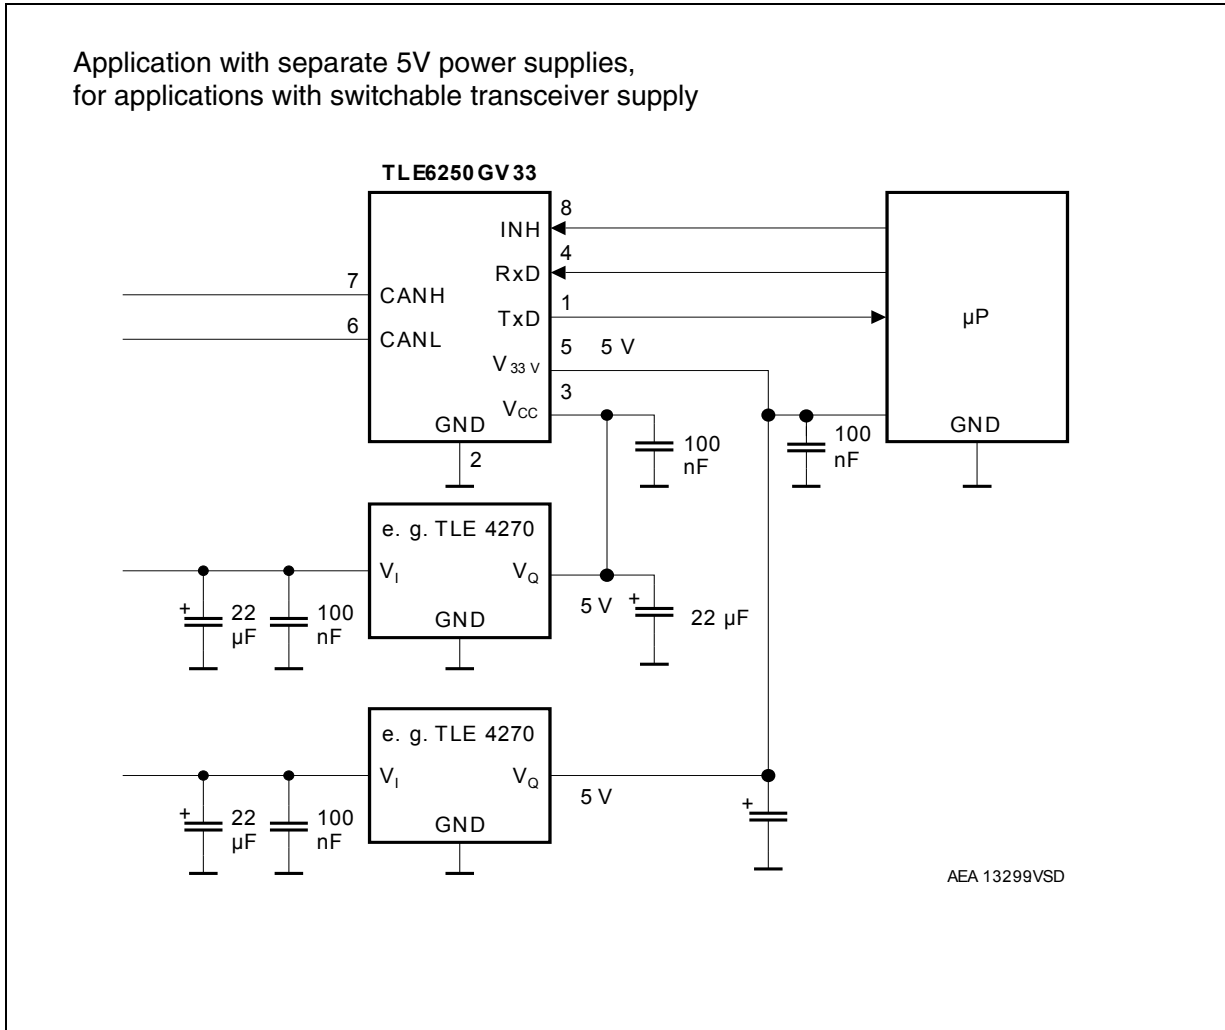 Application with separate 5V power supplies,
for applications with switchable transceiver supply
TLE6250GV33
8
INH
4
RxD
7
CANH
1
TxD
µP
6
CANL
5 5 V
V33 V
3
VCC
GND
2
100
nF
100
nF
GND
e. g. TLE 4270
VI
VQ
5 V
GND
+
22
µF
100
nF
+
22 µF
e. g. TLE 4270
VI
VQ
5 V
GND
+
22
µF
100
nF
+
AEA 13299VSD